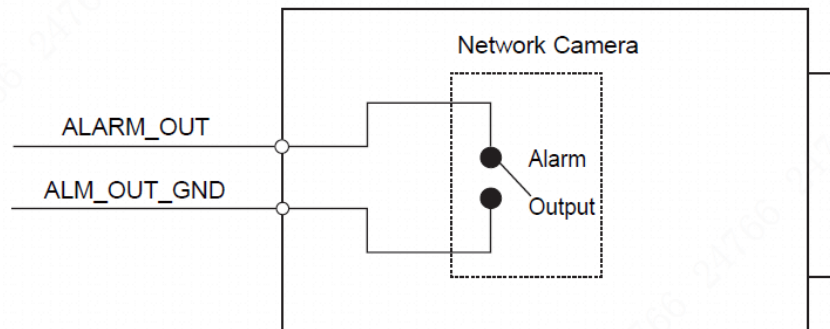 Network Camera
ALARM_OUT
Alarm
ALM_OUT_GND
Output